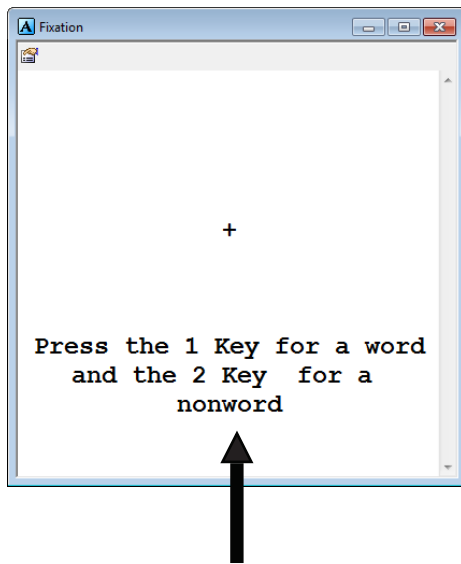 Fixation
+
Press the 1 Key for a word
and the 2 Key  for a
nonword